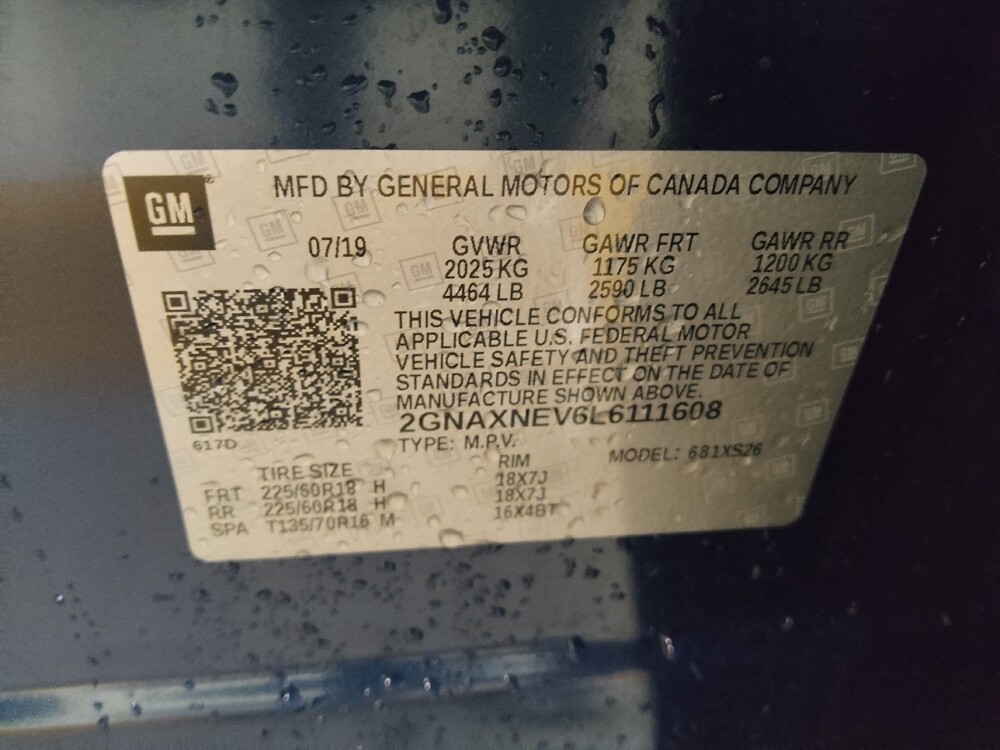 GM
MFD BY GENERAL MOTORS OF CANADA COMPANY
07/19 GVWR GAWR FRT GAWR RR
2025 KG 1175 KG 1200 KG
4464 LB 2590 LB 2645 LB
THIS VEHICLE CONFORMS TO ALL
APPLICABLE U.S. FEDERAL MOTOR
VEHICLE SAFETY AND THEFT PREVENTION
STANDARDS IN EFFECT ON THE DATE OF
MANUFACTURE SHOWN ABOVE.
2GNAXNEV6L6111608
617D
TYPE: M.P.V. MODEL: 681XS26
TIRE SIZE RIM
FRT 225/60R18 H 18X7J
RR 225/60R18 H 18X7J
SPA T135/70R16 M 16X4BT